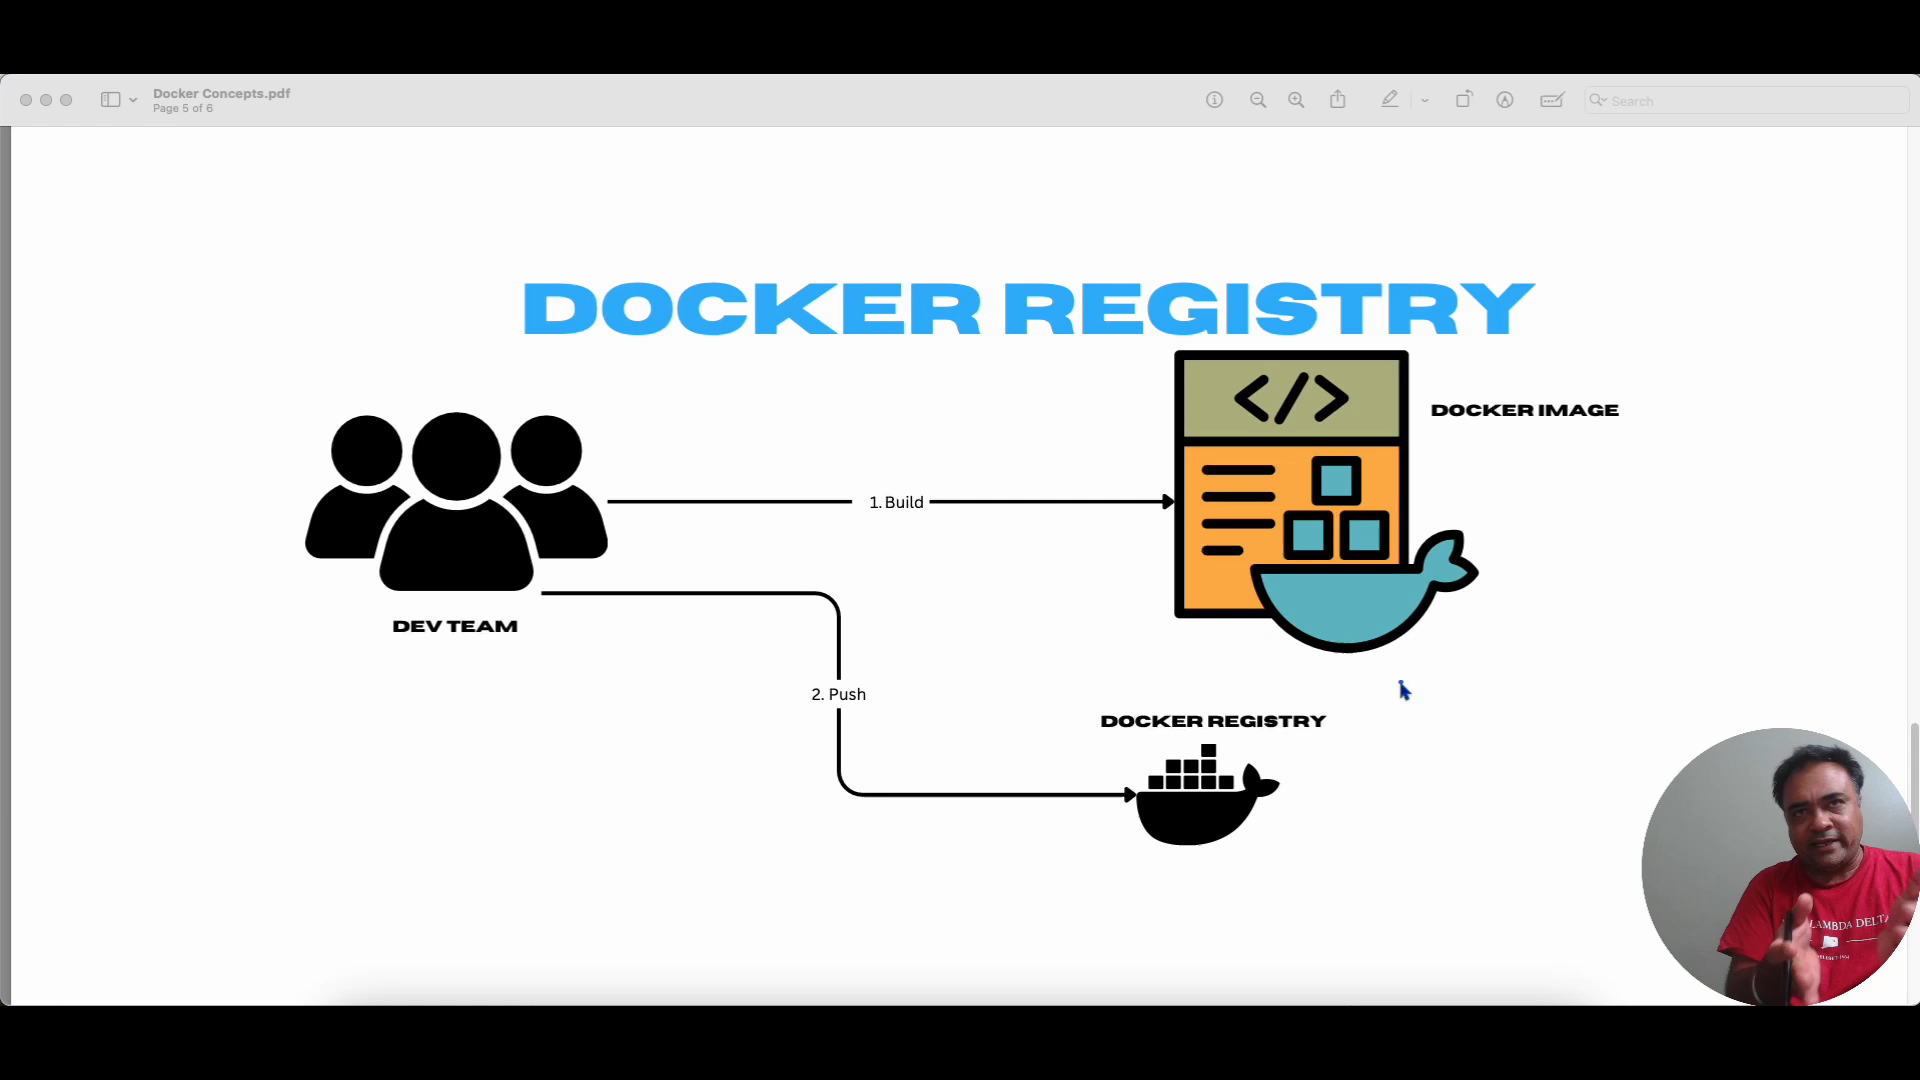 Docker Concepts.pdf
Page 5 of 6
Search
DOCKER REGISTRY
</>
DOCKER IMAGE
1. Build
DEV TEAM
2. Push
DOCKER REGISTRY
LAMBDA DELTA